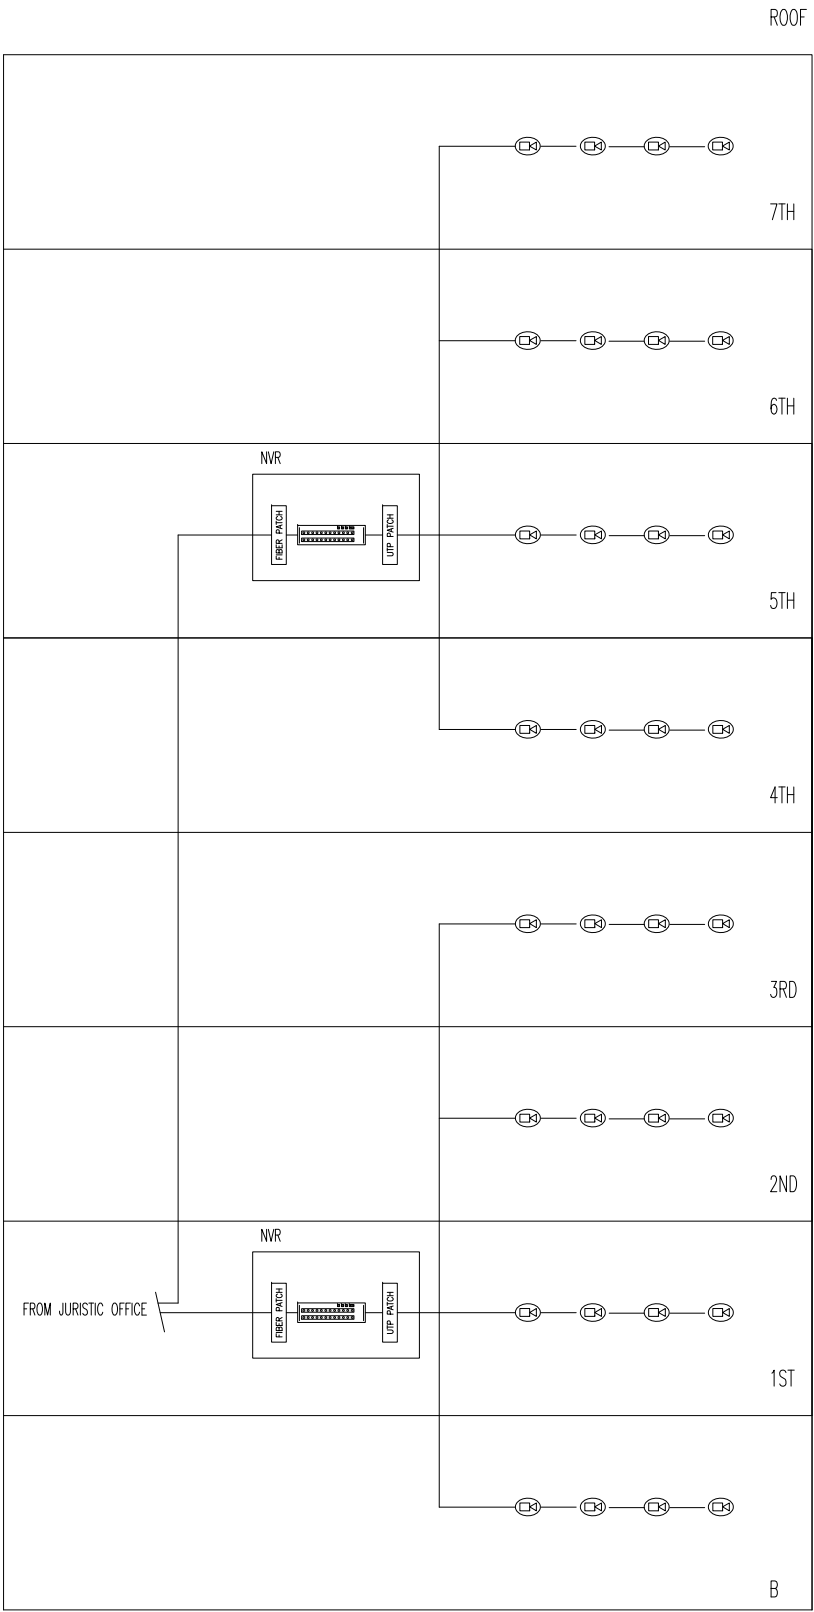 ROOF
7TH
6TH
NVR
FIBER PATCH
UTP PATCH
5TH
4TH
3RD
2ND
NVR
FROM JURISTIC OFFICE
FIBER PATCH
UTP PATCH
1ST
B